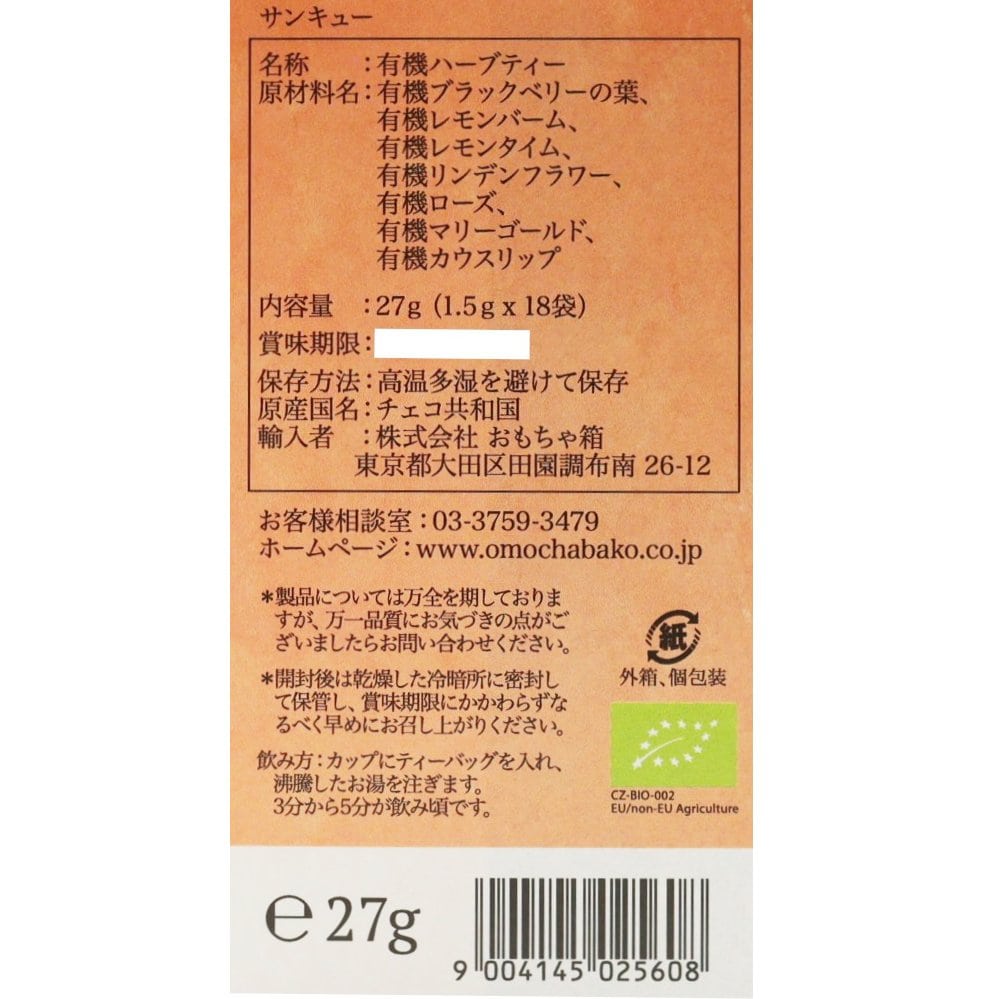 サンキュー
名称　：有機ハーブティー
原材料名：有機ブラックベリーの葉、
有機レモンバーム、
有機レモンタイム、
有機リンデンフラワー、
有機ローズ、
有機マリーゴールド、
有機カウスリップ
内容量　：27g（1.5g x 18袋）
賞味期限：
保存方法：高温多湿を避けて保存
原産国名：チェコ共和国
輸入者　：株式会社 おもちゃ箱
東京都大田区田園調布南 26-12
お客様相談室：03-3759-3479
ホームページ：www.omochabako.co.jp
＊製品については万全を期しておりま
すが、万一品質にお気づきの点がご
ざいましたらお問い合わせください。
＊開封後は乾燥した冷暗所に密封し
て保管し、賞味期限にかかわらずな
るべく早めにお召し上がりください。
飲み方：カップにティーバッグを入れ、
沸騰したお湯を注ぎます。
3分から5分が飲み頃です。
紙
外箱、個包装
CZ-BIO-002
EU/non-EU Agriculture
℮27g
9 004145 025608